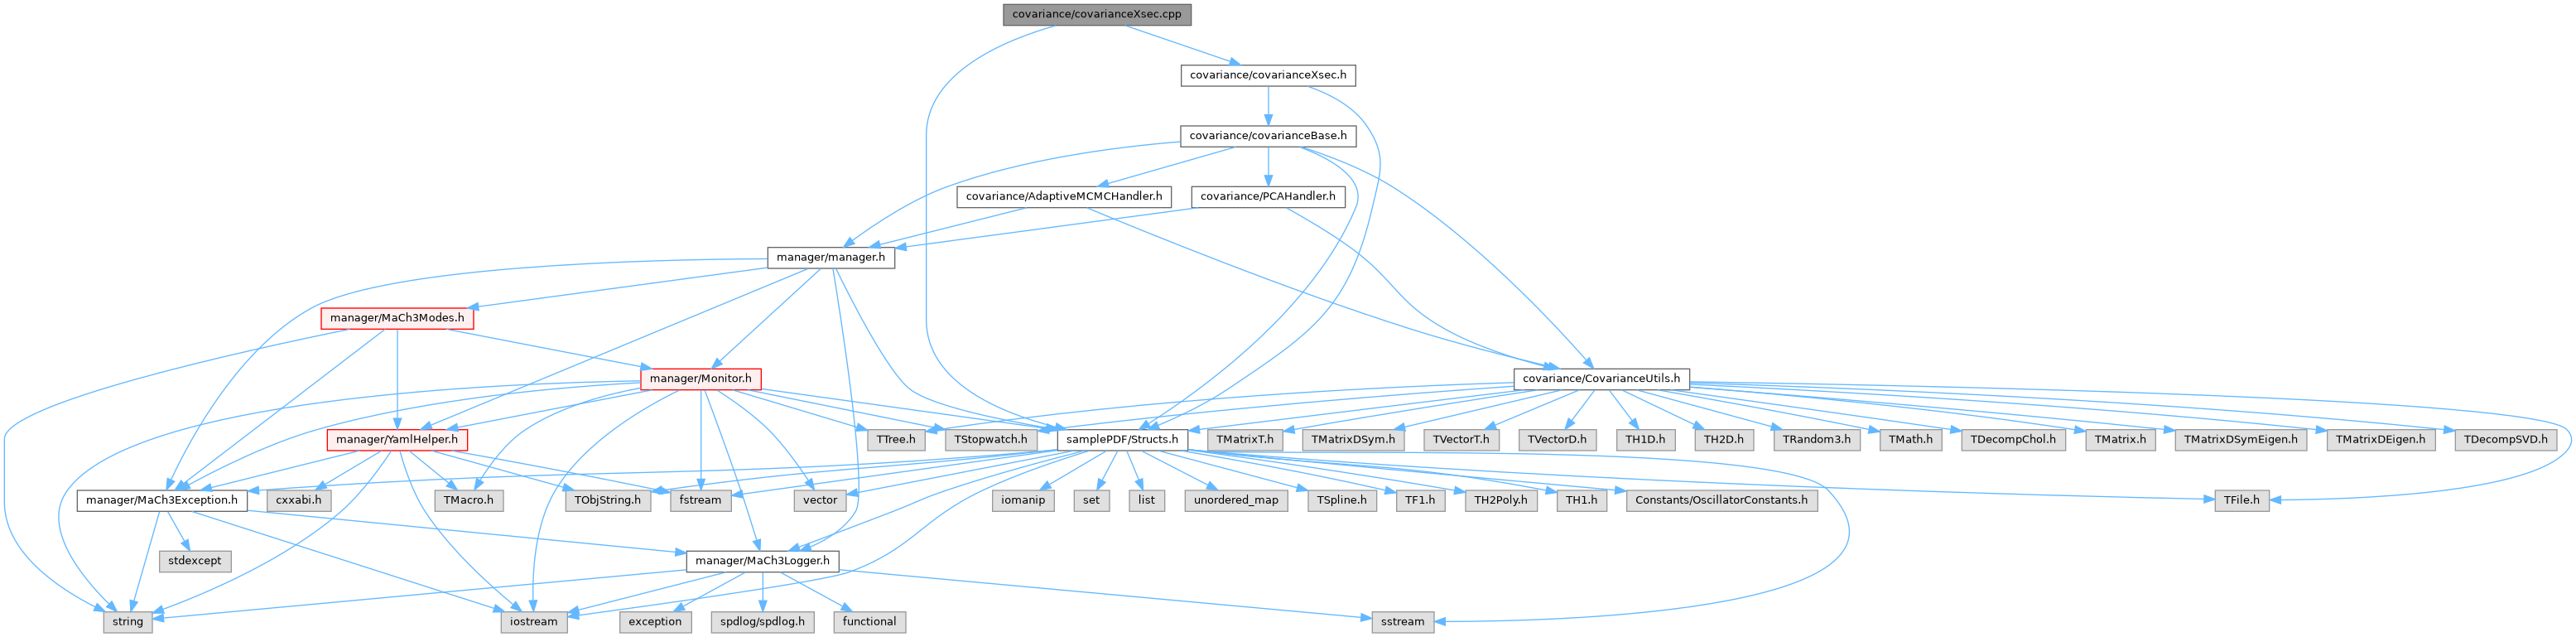 covariance/covarianceXsec.cpp
covariance/covarianceXsec.h
covariance/covarianceBase.h
covariance/AdaptiveMCMCHandler.h
covariance/PCAHandler.h
manager/manager.h
manager/MaCh3Modes.h
manager/Monitor.h
covariance/CovarianceUtils.h
manager/YamlHelper.h
TTree.h
TStopwatch.h
samplePDF/Structs.h
TMatrixT.h
TMatrixDSym.h
TVectorT.h
TVectorD.h
TH1D.h
TH2D.h
TRandom3.h
TMath.h
TDecompChol.h
TMatrix.h
TMatrixDSymEigen.h
TMatrixDEigen.h
TDecompSVD.h
manager/MaCh3Exception.h
cxxabi.h
TMacro.h
TObjString.h
fstream
vector
iomanip
set
list
unordered_map
TSpline.h
TF1.h
TH2Poly.h
TH1.h
Constants/OscillatorConstants.h
TFile.h
stdexcept
manager/MaCh3Logger.h
string
iostream
exception
spdlog/spdlog.h
functional
sstream